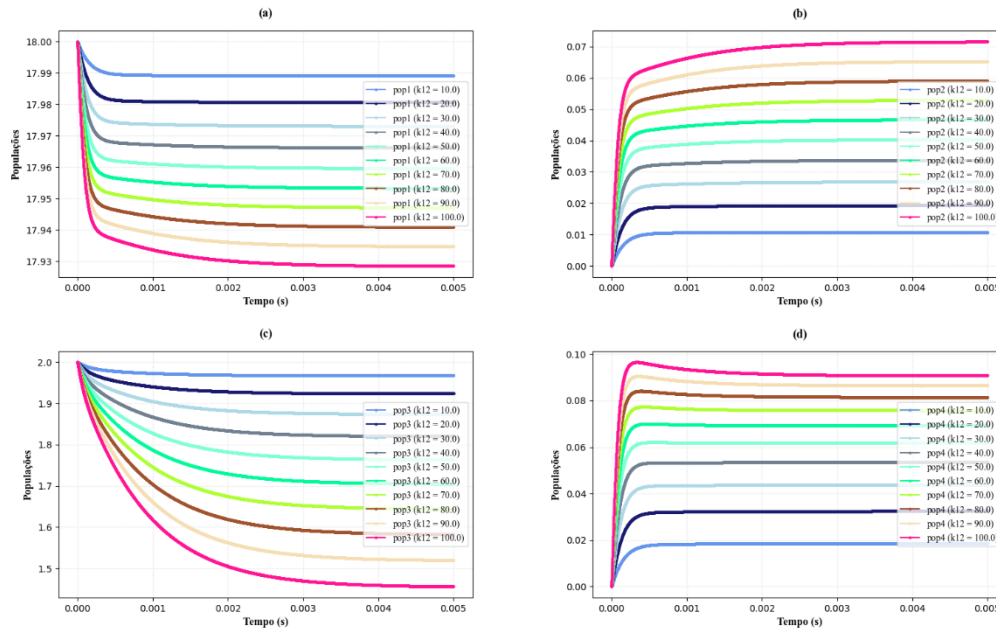 (a)
Populações
18.00
17.99
17.98
17.97
17.96
17.95
17.94
17.93
pop1 (k12 = 10.0)
pop1 (k12 = 20.0)
pop1 (k12 = 30.0)
pop1 (k12 = 40.0)
pop1 (k12 = 50.0)
pop1 (k12 = 60.0)
pop1 (k12 = 70.0)
pop1 (k12 = 80.0)
pop1 (k12 = 90.0)
pop1 (k12 = 100.0)
0.000 0.001 0.002 0.003 0.004 0.005
Tempo (s)
(b)
Populações
0.07
0.06
0.05
0.04
0.03
0.02
0.01
0.00
pop2 (k12 = 10.0)
pop2 (k12 = 20.0)
pop2 (k12 = 30.0)
pop2 (k12 = 40.0)
pop2 (k12 = 50.0)
pop2 (k12 = 60.0)
pop2 (k12 = 70.0)
pop2 (k12 = 80.0)
pop2 (k12 = 90.0)
pop2 (k12 = 100.0)
0.000 0.001 0.002 0.003 0.004 0.005
Tempo (s)
(c)
Populações
2.0
1.9
1.8
1.7
1.6
1.5
pop3 (k12 = 10.0)
pop3 (k12 = 20.0)
pop3 (k12 = 30.0)
pop3 (k12 = 40.0)
pop3 (k12 = 50.0)
pop3 (k12 = 60.0)
pop3 (k12 = 70.0)
pop3 (k12 = 80.0)
pop3 (k12 = 90.0)
pop3 (k12 = 100.0)
0.000 0.001 0.002 0.003 0.004 0.005
Tempo (s)
(d)
Populações
0.10
0.08
0.06
0.04
0.02
0.00
pop4 (k12 = 10.0)
pop4 (k12 = 20.0)
pop4 (k12 = 30.0)
pop4 (k12 = 40.0)
pop4 (k12 = 50.0)
pop4 (k12 = 60.0)
pop4 (k12 = 70.0)
pop4 (k12 = 80.0)
pop4 (k12 = 90.0)
pop4 (k12 = 100.0)
0.000 0.001 0.002 0.003 0.004 0.005
Tempo (s)